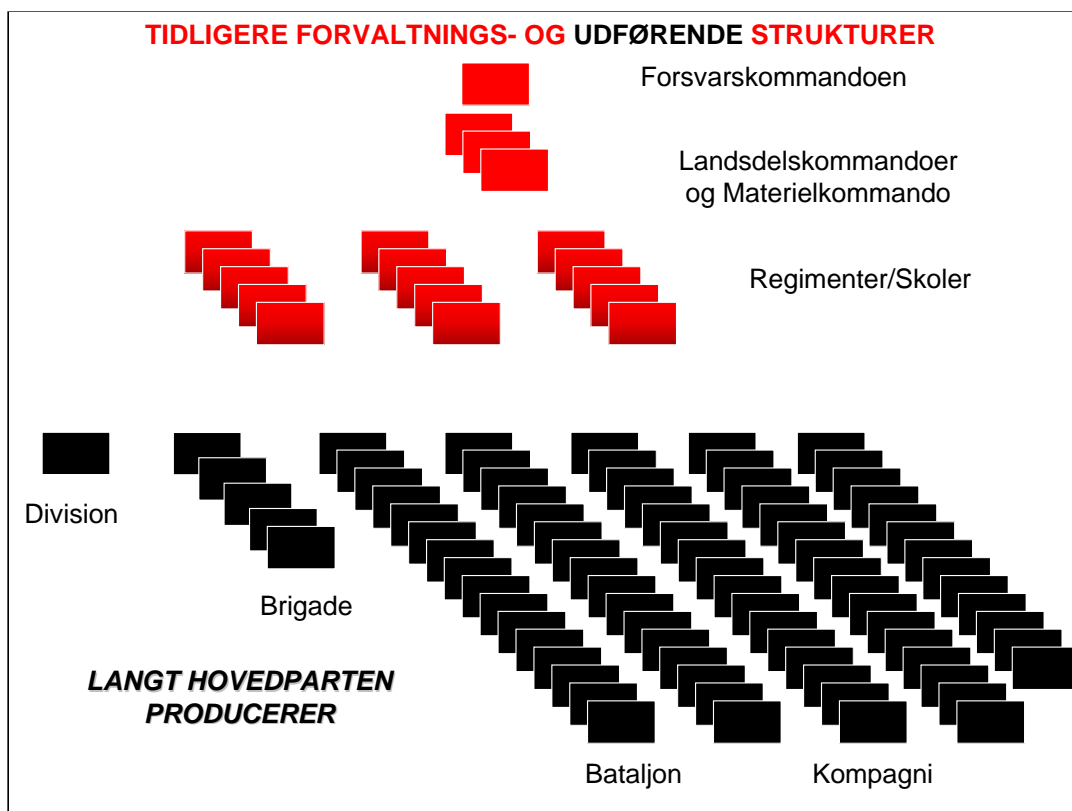 TIDLIGERE FORVALTNINGS- OG UDFØRENDE STRUKTURER
Forsvarskommandoen
Landsdelskommandoer
og Materielkommando
Regimenter/Skoler
Division
Brigade
LANGT HOVEDPARTEN
PRODUCERER
Bataljon
Kompagni